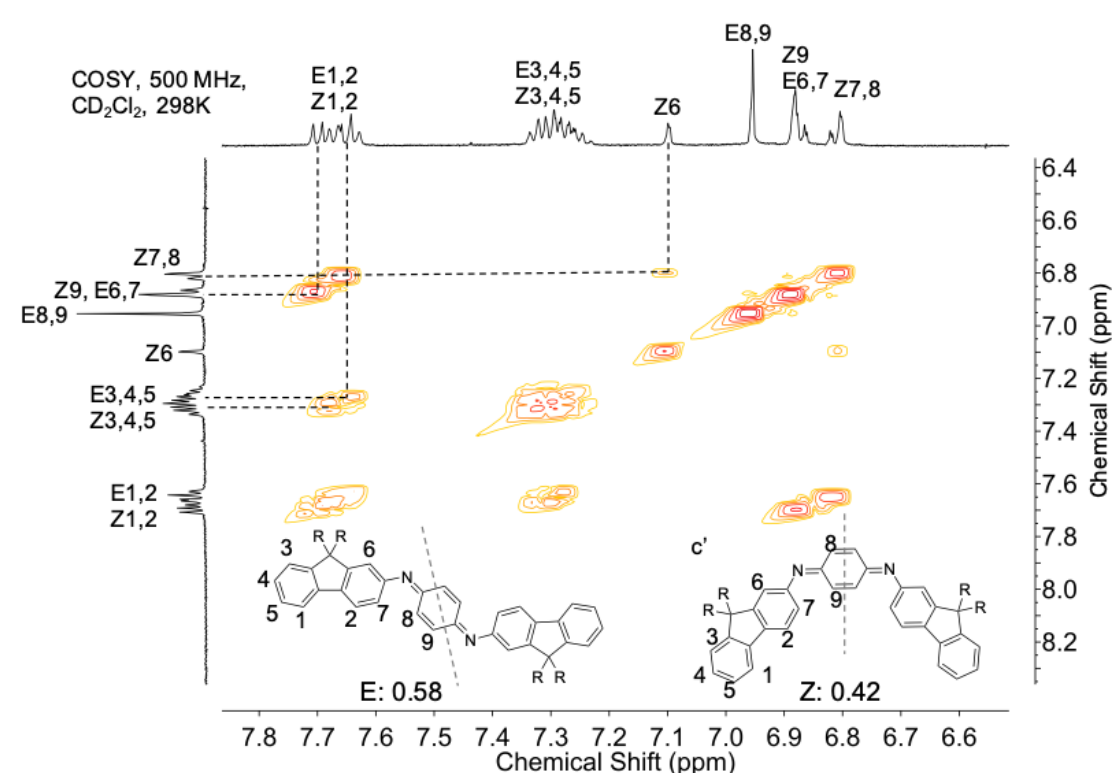 E8,9
COSY, 500 MHz,
CD₂Cl₂, 298K
E1,2
Z1,2
E3,4,5
Z3,4,5
Z6
Z9
E6,7
Z7,8
6.4
6.6
6.8
7.0
7.2
7.4
7.6
7.8
8.0
8.2
Chemical Shift (ppm)
Z7,8
Z9, E6,7
E8,9
Z6
E3,4,5
Z3,4,5
E1,2
Z1,2
R R
3
6
4
5
1
2
7
N
8
9
N
R R
E: 0.58
c'
8
N
N
6
9
7
R
R
3
2
4
5
1
R
R
Z: 0.42
7.8 7.7 7.6 7.5 7.4 7.3 7.2 7.1 7.0 6.9 6.8 6.7 6.6
Chemical Shift (ppm)